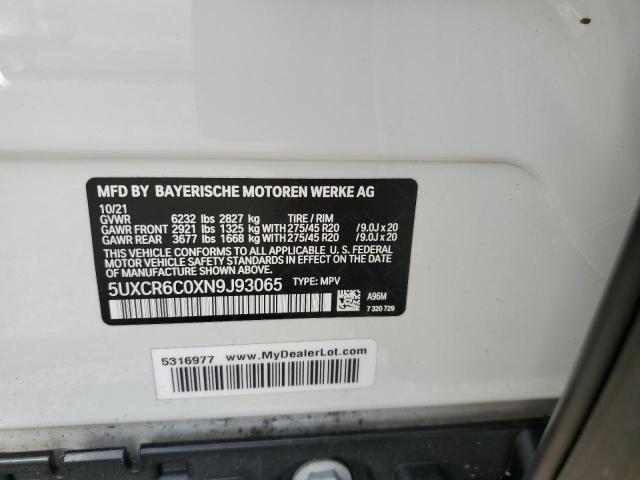 MFD BY BAYERISCHE MOTOREN WERKE AG
10/21
GVWR 6232 lbs 2827 kg TIRE / RIM
GAWR FRONT 2921 lbs 1325 kg WITH 275/45 R20 /9.0J x 20
GAWR REAR 3677 lbs 1668 kg WITH 275/45 R20 /9.0J x 20
THIS VEHICLE CONFORMS TO ALL APPLICABLE U. S. FEDERAL
MOTOR VEHICLE SAFETY STANDARDS IN EFFECT ON THE DATE
OF MANUFACTURE SHOWN ABOVE.
5UXCR6C0XN9J93065 TYPE: MPV
A96M
7 320 729
5316977 www.MyDealerLot.com